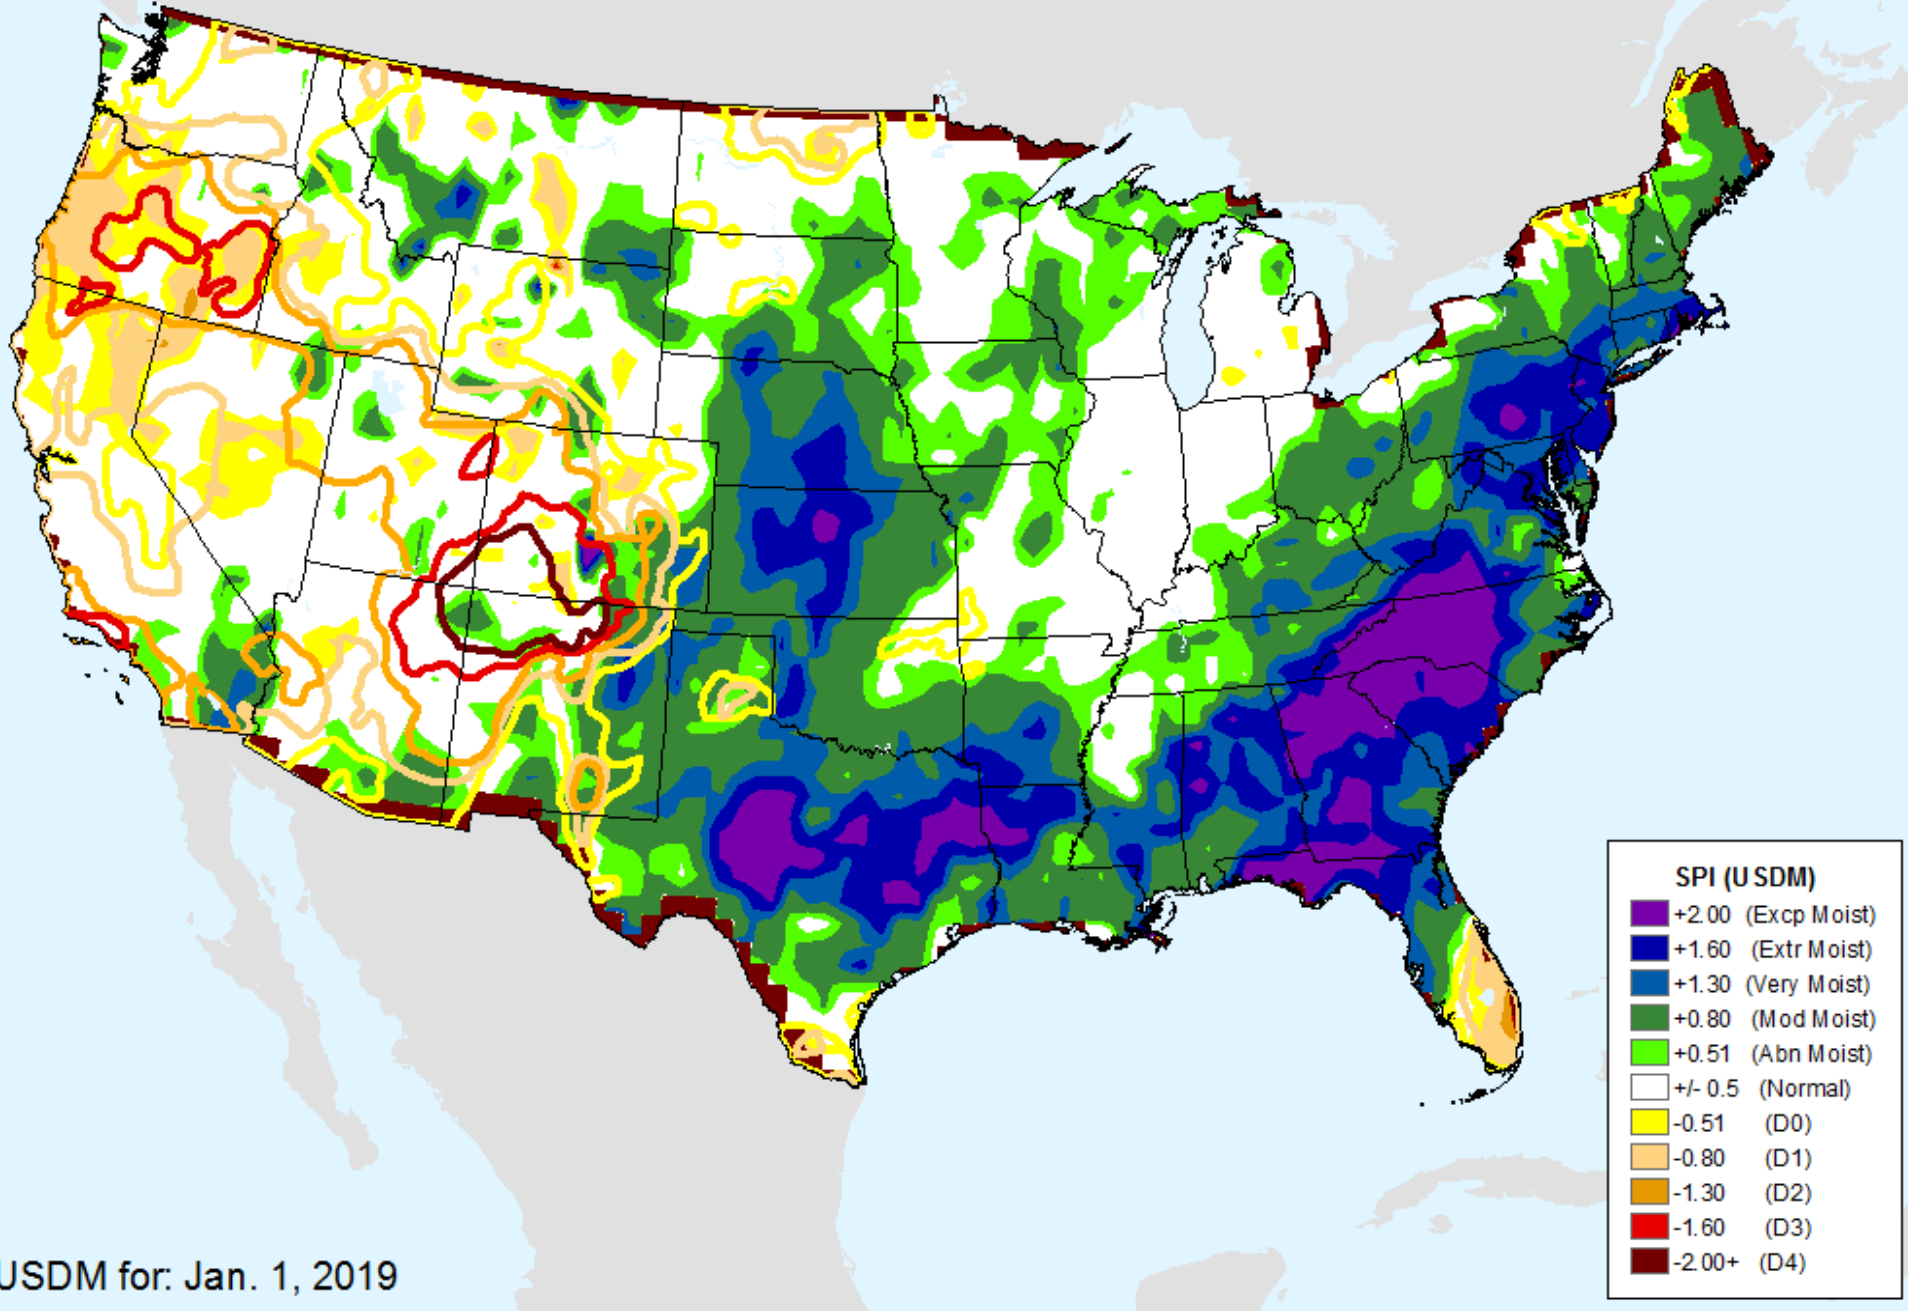 SPI (USDM)
+2.00 (Excp Moist)
+1.60 (Extr Moist)
+1.30 (Very Moist)
+0.80 (Mod Moist)
+0.51 (Abn Moist)
+/- 0.5 (Normal)
-0.51 (D0)
-0.80 (D1)
-1.30 (D2)
-1.60 (D3)
-2.00+ (D4)
USDM for: Jan. 1, 2019